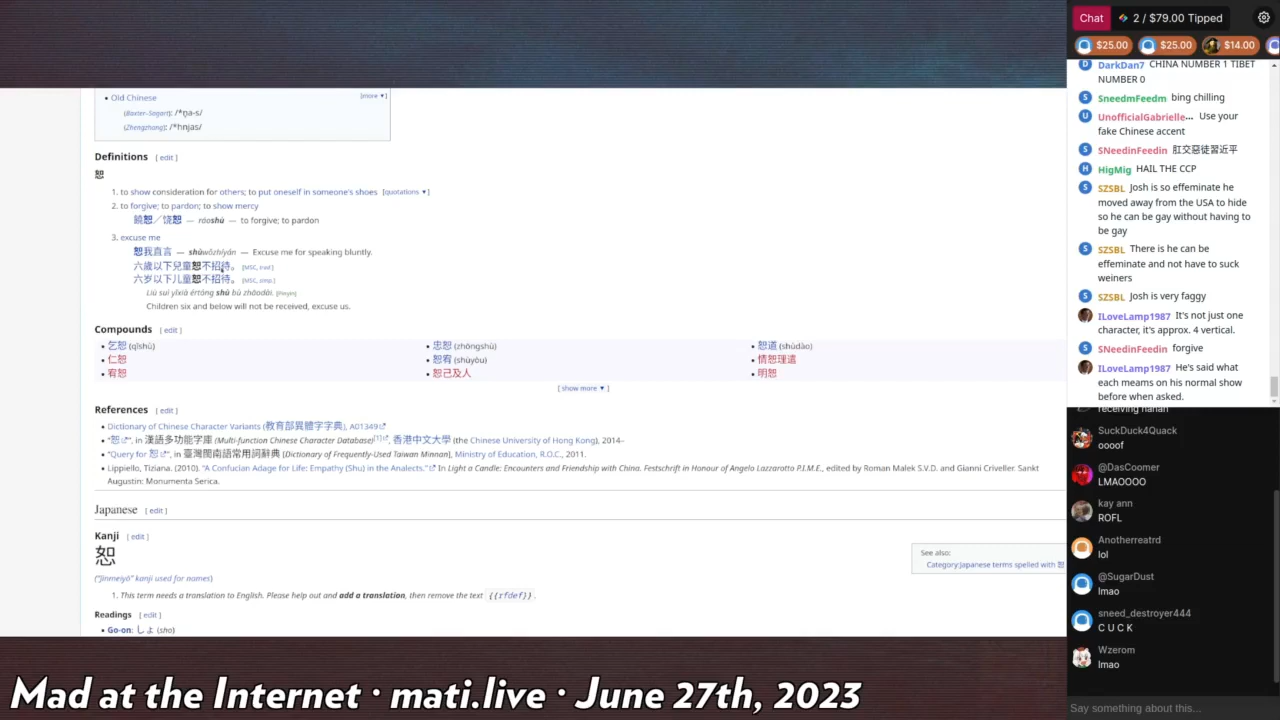 • Old Chinese [more ▼]
(Baxter–Sagart): /*n̥a-s/
(Zhengzhang): /*hnjas/
Definitions [ edit ]
恕
1. to show consideration for others; to put oneself in someone's shoes [quotations ▼]
2. to forgive; to pardon; to show mercy
饒恕／饶恕 — ráoshù — to forgive; to pardon
3. excuse me
恕我直言 — shùwǒzhíyán — Excuse me for speaking bluntly.
六歲以下兒童恕不招待。 [MSC, trad.]
六岁以下儿童恕不招待。 [MSC, simp.]
Liù suì yǐxià értóng shù bù zhāodài. [Pinyin]
Children six and below will not be received, excuse us.
Compounds [ edit ]
• 乞恕 (qǐshù) • 忠恕 (zhōngshù) • 恕道 (shùdào)
• 仁恕 • 恕宥 (shùyòu) • 情恕理遣
• 宥恕 • 恕己及人 • 明恕
[ show more ▼ ]
References [ edit ]
• Dictionary of Chinese Character Variants (教育部異體字字典), A01349
• “恕”, in 漢語多功能字庫 (Multi-function Chinese Character Database)[1], 香港中文大學 (the Chinese University of Hong Kong), 2014–
• “Query for 恕”, in 臺灣閩南語常用詞辭典 (Dictionary of Frequently-Used Taiwan Minnan), Ministry of Education, R.O.C., 2011.
• Lippiello, Tiziana. (2010). “A Confucian Adage for Life: Empathy (Shu) in the Analects.” In Light a Candle: Encounters and Friendship with China. Festschrift in Honour of Angelo Lazzarotto P.I.M.E., edited by Roman Malek S.V.D. and Gianni Criveller. Sankt
Augustin: Monumenta Serica.
Japanese [ edit ]
Kanji [ edit ]
恕
(“Jinmeiyō” kanji used for names)
See also:
Category:Japanese terms spelled with 恕
1. This term needs a translation to English. Please help out and add a translation, then remove the text {{rfdef}}.
Readings [ edit ]
• Go-on: しょ (sho)
Mad at the Internet · mati.live · June 27th, 2023
Chat 2 / $79.00 Tipped
$25.00 $25.00 $14.00
DarkDan7 CHINA NUMBER 1 TIBET
NUMBER 0
SneedmFeedm bing chilling
UnofficialGabrielle... Use your
fake Chinese accent
SNeedinFeedin 肛交惡徒習近平
HigMig HAIL THE CCP
SZSBL Josh is so effeminate he
moved away from the USA to hide
so he can be gay without having to
be gay
SZSBL There is he can be
effeminate and not have to suck
weiners
SZSBL Josh is very faggy
ILoveLamp1987 It's not just one
character, it's approx. 4 vertical.
SNeedinFeedin forgive
ILoveLamp1987 He's said what
each meams on his normal show
before when asked.
receiving hahah
SuckDuck4Quack
oooof
@DasCoomer
LMAOOOO
kay ann
ROFL
Anotherreatrd
lol
@SugarDust
lmao
sneed_destroyer444
C U C K
Wzerom
lmao
Say something about this...